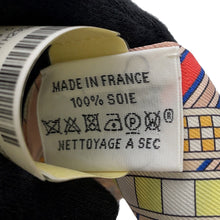 MADE IN FRANCE
100% SOIE
NETTOYAGE A SEC